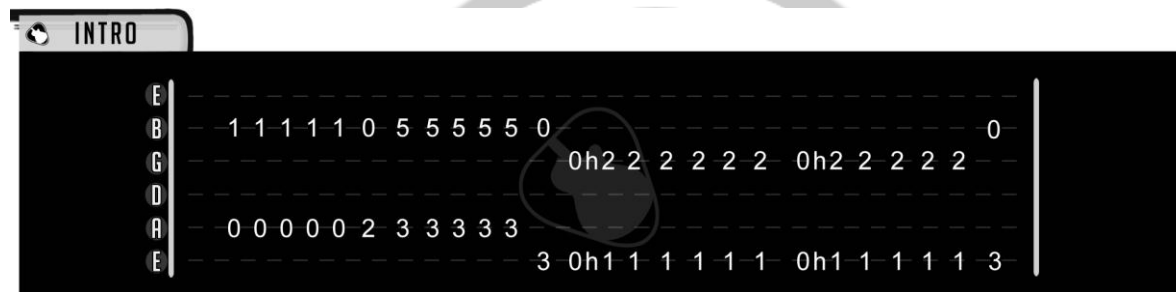 INTRO
E
B 1 1 1 1 1 0 5 5 5 5 5 0 0
G 0h2 2 2 2 2 2 0h2 2 2 2 2
D
A 0 0 0 0 0 2 3 3 3 3 3
E 3 0h1 1 1 1 1 1 0h1 1 1 1 1 3